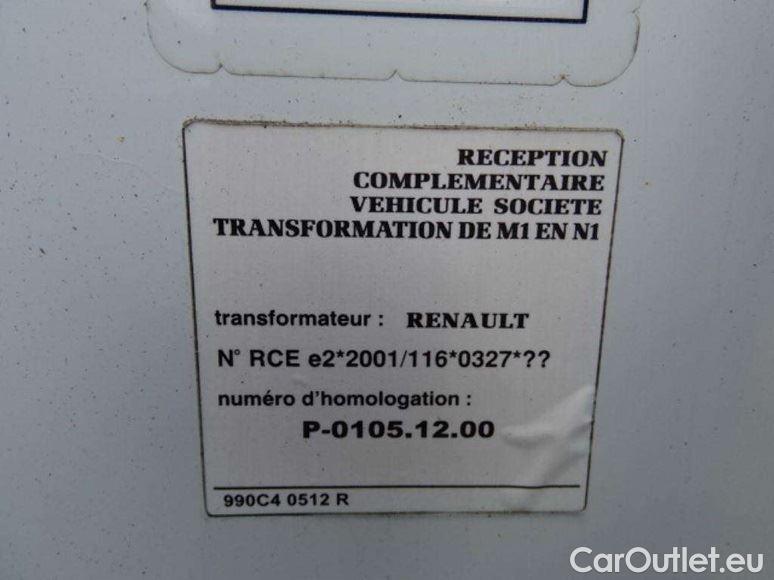 RECEPTION
COMPLEMENTAIRE
VEHICULE SOCIETE
TRANSFORMATION DE M1 EN N1
transformateur : RENAULT
N° RCE e2*2001/116*0327*??
numéro d'homologation :
P-0105.12.00
990C4 0512 R
CarOutlet.eu